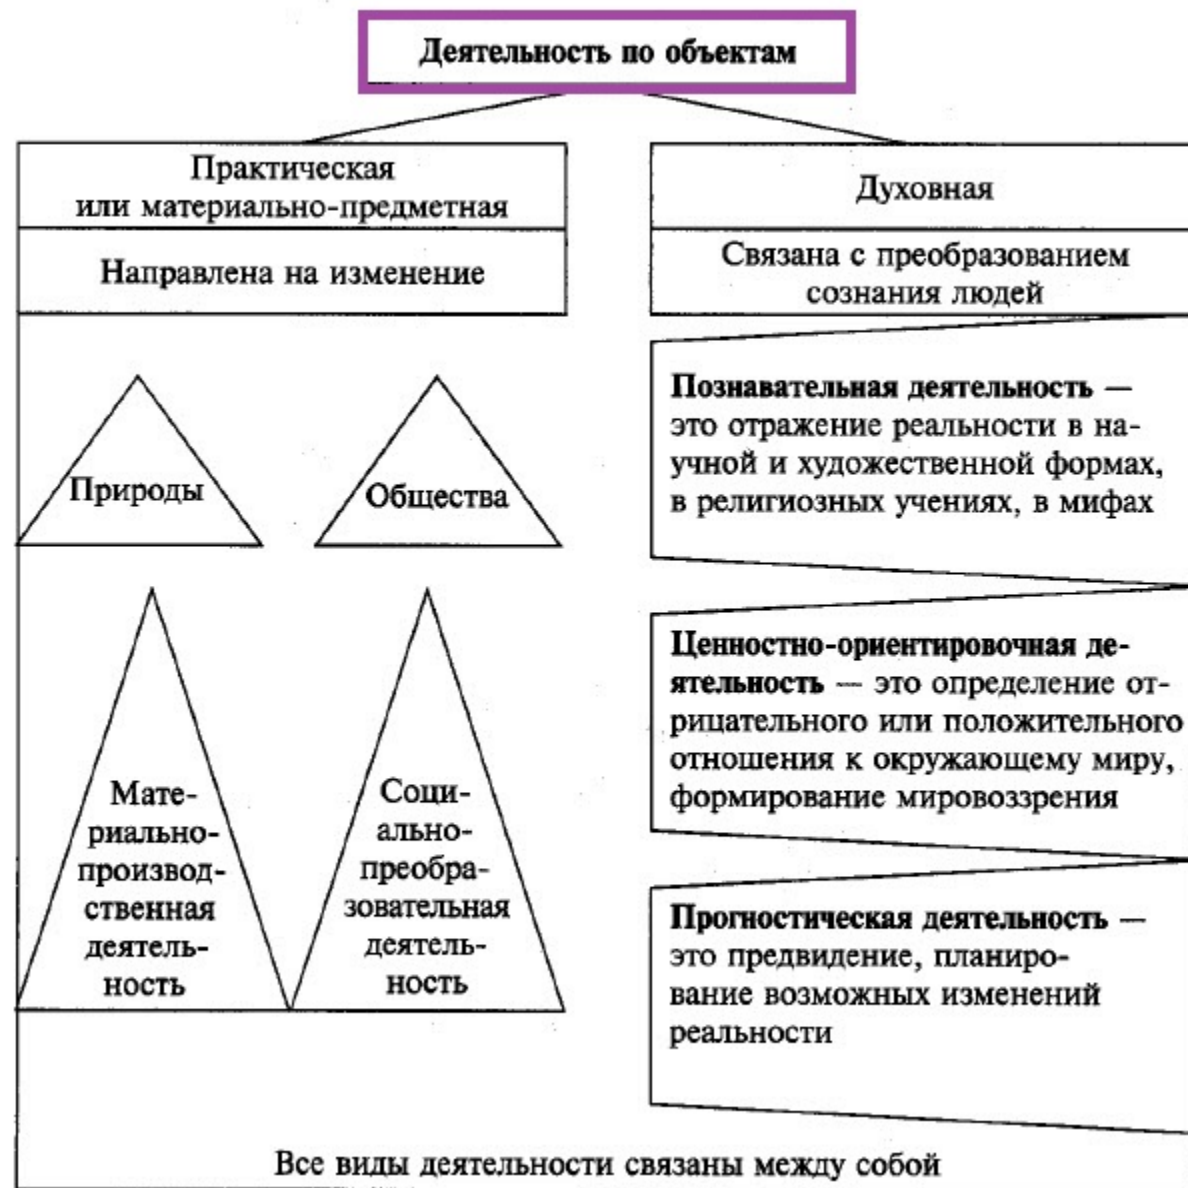 Деятельность по объектам
Практическая
или материально-предметная
Направлена на изменение
Природы
Общества
Мате-
риально-
производ-
ственная
деятель-
ность
Соци-
ально-
преобра-
зовательная
деятель-
ность
Духовная
Связана с преобразованием
сознания людей
Познавательная деятельность —
это отражение реальности в на-
учной и художественной формах,
в религиозных учениях, в мифах
Ценностно-ориентировочная де-
ятельность — это определение от-
рицательного или положительного
отношения к окружающему миру,
формирование мировоззрения
Прогностическая деятельность —
это предвидение, планиро-
вание возможных изменений
реальности
Все виды деятельности связаны между собой